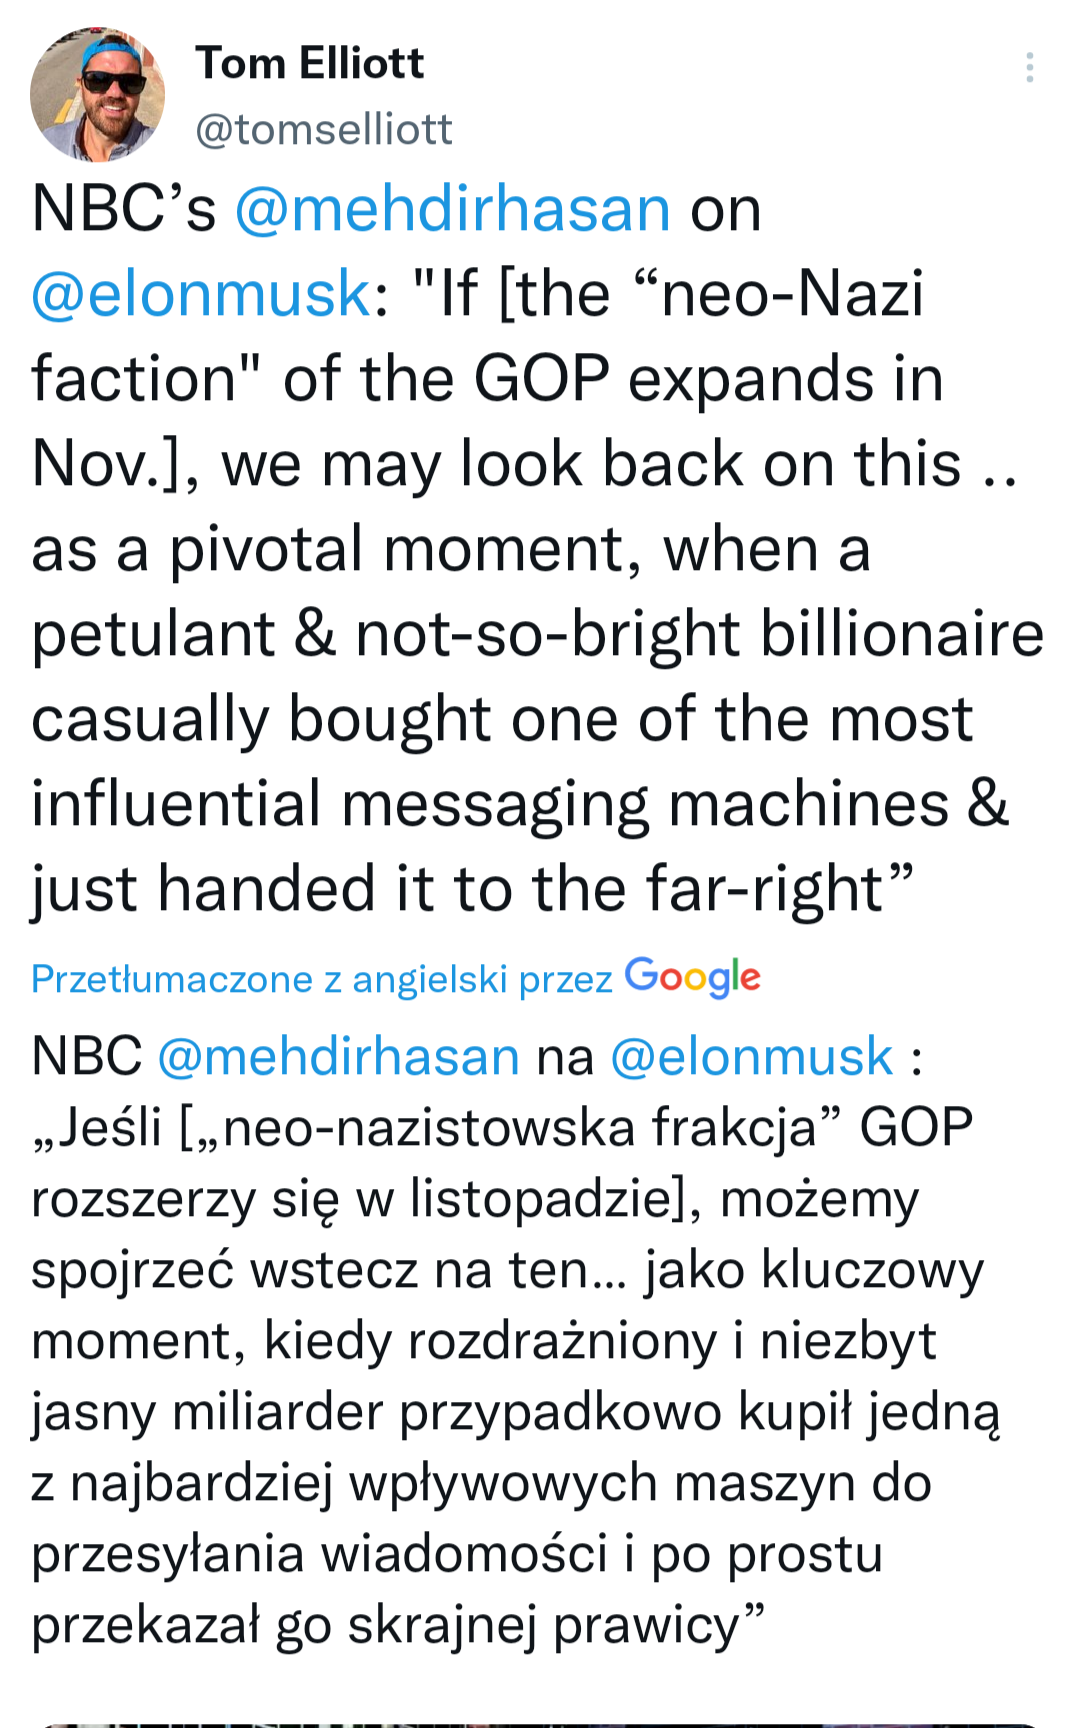 Tom Elliott
@tomselliott
NBC’s @mehdirhasan on
@elonmusk: "If [the “neo-Nazi
faction" of the GOP expands in
Nov.], we may look back on this ..
as a pivotal moment, when a
petulant & not-so-bright billionaire
casually bought one of the most
influential messaging machines &
just handed it to the far-right”
Przetłumaczone z angielski przez Google
NBC @mehdirhasan na @elonmusk :
„Jeśli [„neo-nazistowska frakcja” GOP
rozszerzy się w listopadzie], możemy
spojrzeć wstecz na ten… jako kluczowy
moment, kiedy rozdrażniony i niezbyt
jasny miliarder przypadkowo kupił jedną
z najbardziej wpływowych maszyn do
przesyłania wiadomości i po prostu
przekazał go skrajnej prawicy”